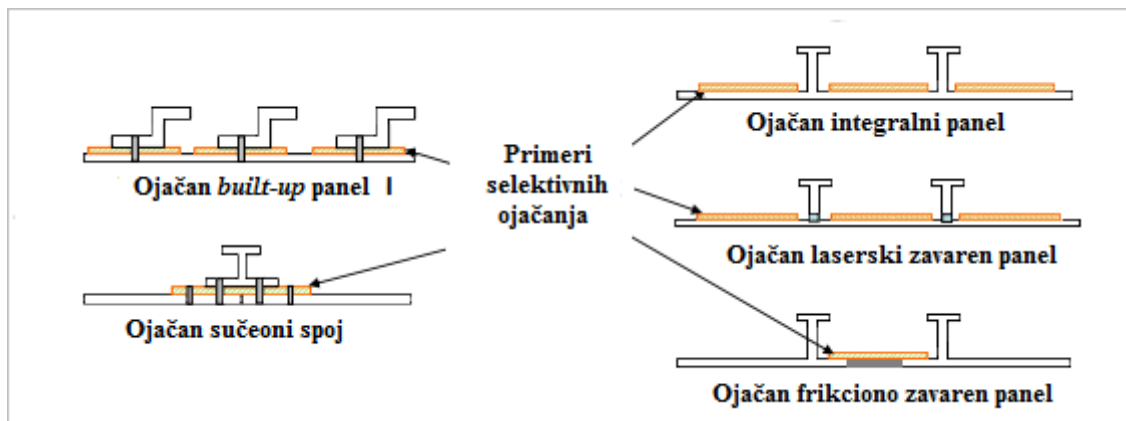 Ojačan built-up panel I
Ojačan sučeoni spoj
Primeri
selektivnih
ojačanja
Ojačan integralni panel
Ojačan laserski zavaren panel
Ojačan frikciono zavaren panel